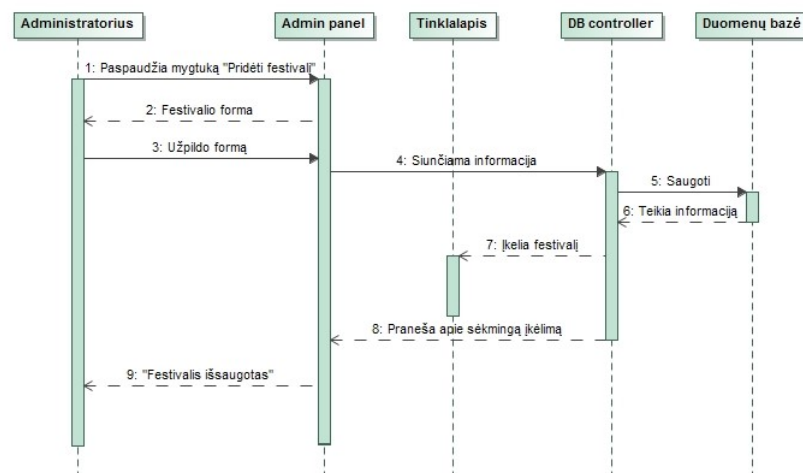 Administratorius
Admin panel
Tinklalapis
DB controller
Duomenų bazė
1: Paspaudžia mygtuką "Pridėti festivalį"
2: Festivalio forma
3: Užpildo formą
4: Siunčiama informacija
5: Saugoti
6: Teikia informaciją
7: Įkelia festivalį
8: Praneša apie sėkmingą įkėlimą
9: "Festivalis išsaugotas"